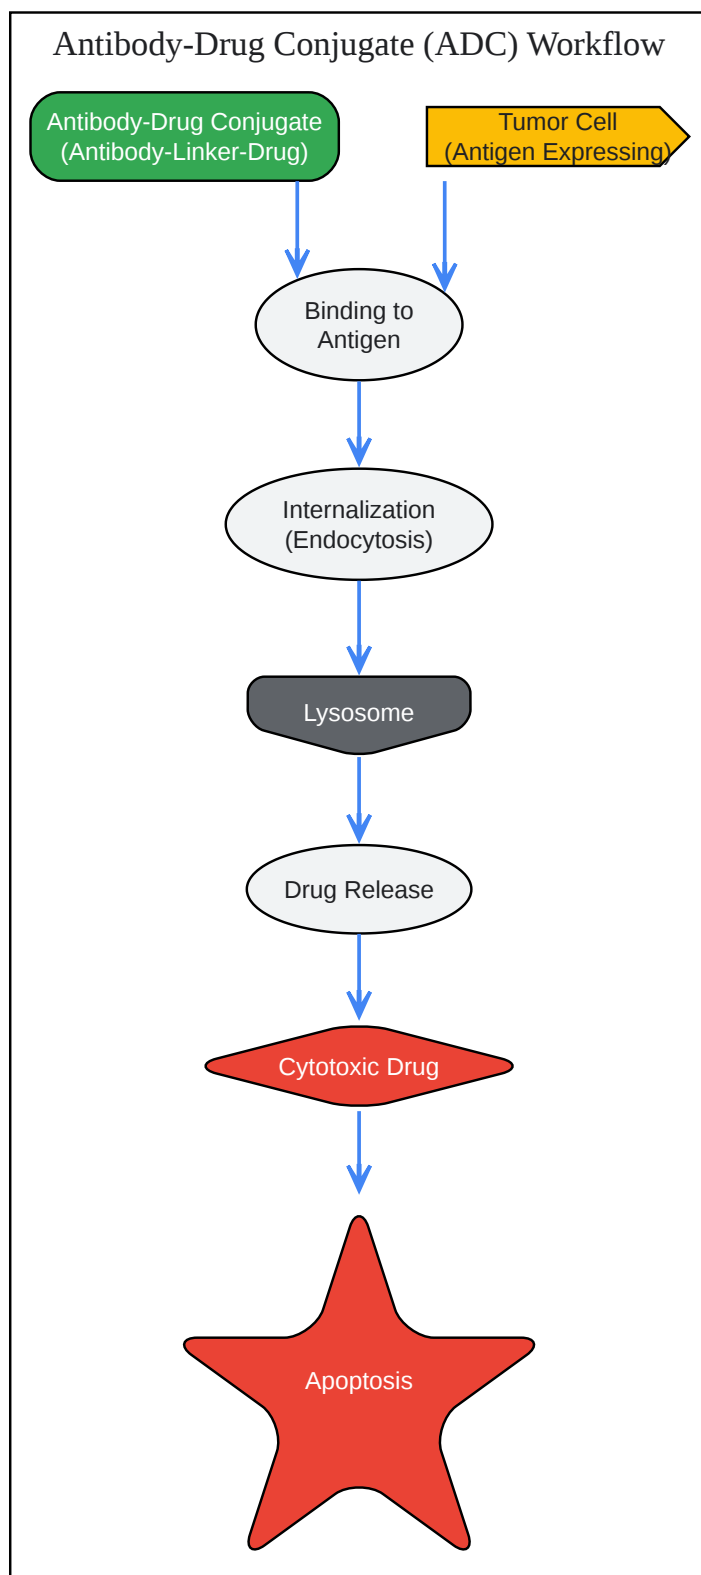 Antibody-Drug Conjugate (ADC) Workflow
Antibody-Drug Conjugate
(Antibody-Linker-Drug)
Tumor Cell
(Antigen Expressing)
Binding to
Antigen
Internalization
(Endocytosis)
Lysosome
Drug Release
Cytotoxic Drug
Apoptosis